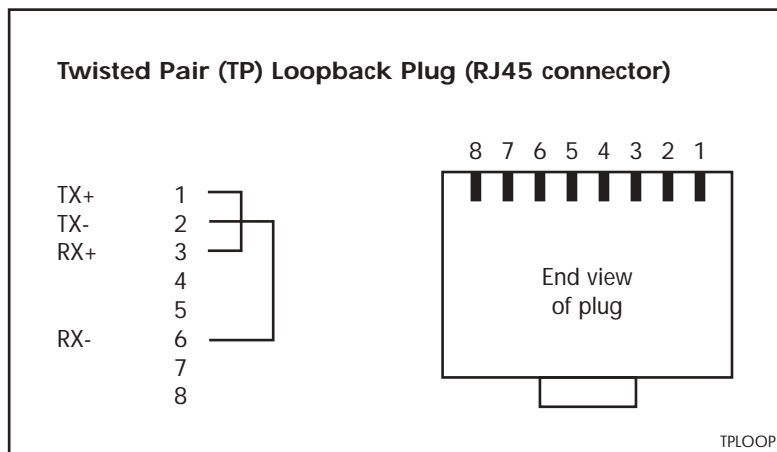 Twisted Pair (TP) Loopback Plug (RJ45 connector)
8 7 6 5 4 3 2 1
TX+ 1
TX- 2
RX+ 3
4
5
RX- 6
7
8
End view
of plug
TPLOOP